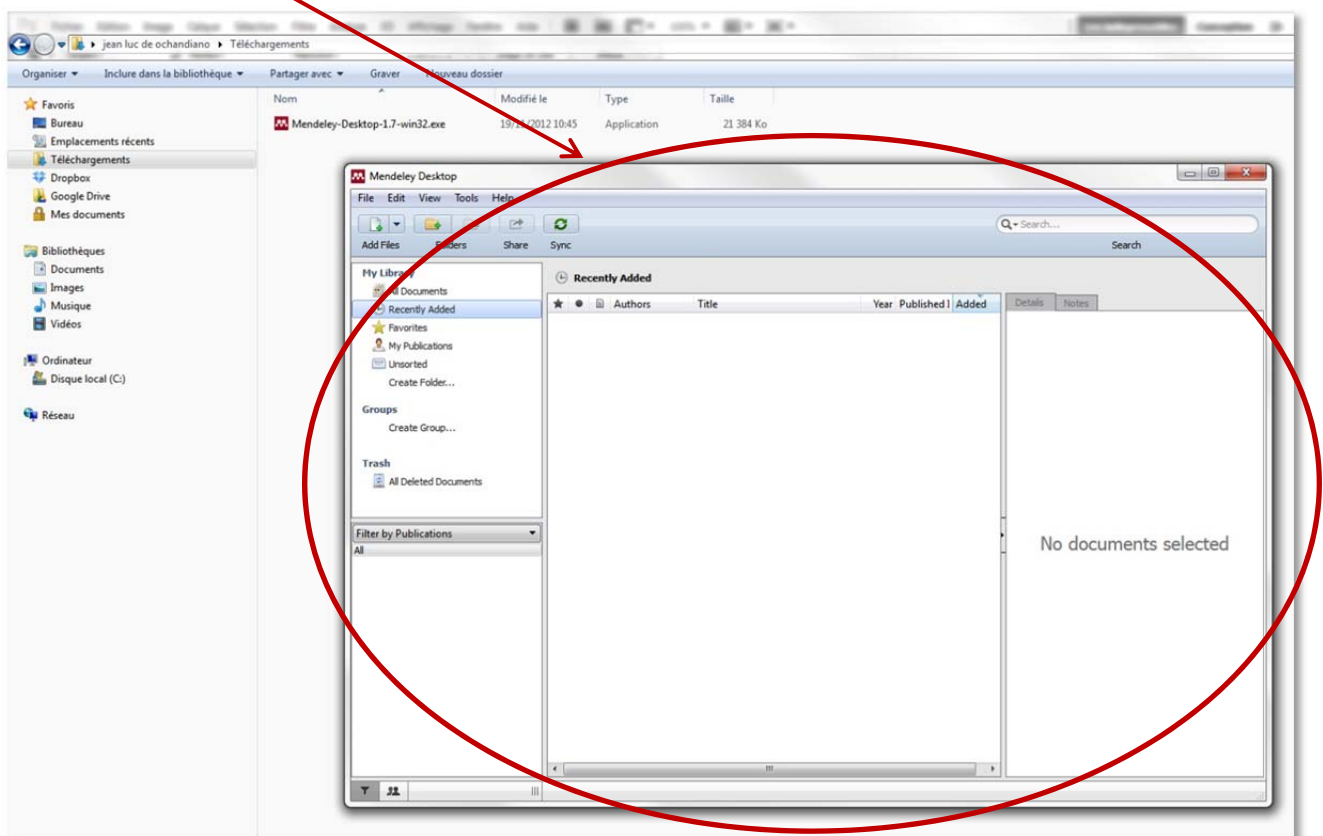 jean luc de ochandiano ▸ Téléchargements
Organiser Inclure dans la bibliothèque Partager avec Graver Nouveau dossier
Favoris
Bureau
Emplacements récents
Téléchargements
Dropbox
Google Drive
Mes documents
Bibliothèques
Documents
Images
Musique
Vidéos
Ordinateur
Disque local (C:)
Réseau
Nom Modifié le Type Taille
Mendeley-Desktop-1.7-win32.exe 19/11/2012 10:45 Application 21 384 Ko
Mendeley Desktop
File Edit View Tools Help
Search...
Add Files Folders Share Sync Search
My Library
All Documents
Recently Added
Favorites
My Publications
Unsorted
Create Folder...
Groups
Create Group...
Trash
All Deleted Documents
Filter by Publications
All
Recently Added
Authors Title Year Published I Added
Details Notes
No documents selected